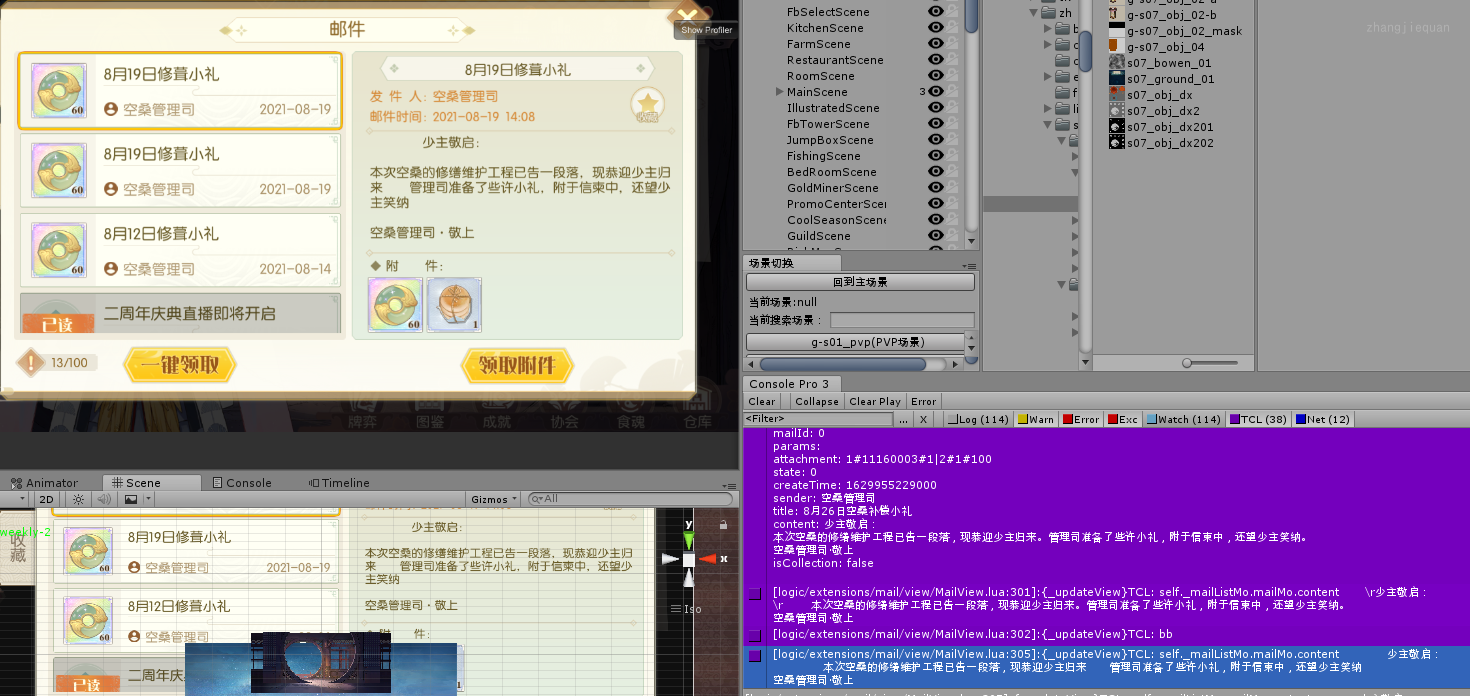 邮件
Show Profiler
8月19日修葺小礼
空桑管理司 2021-08-19
60
8月19日修葺小礼
空桑管理司 2021-08-19
60
8月12日修葺小礼
空桑管理司 2021-08-14
60
二周年庆典直播即将开启
已读
13/100
一键领取
8月19日修葺小礼
发 件 人: 空桑管理司
邮件时间: 2021-08-19 14:08
收藏
少主敬启:
本次空桑的修缮维护工程已告一段落，现恭迎少主归
来 管理司准备了些许小礼，附于信柬中，还望少
主笑纳
空桑管理司·敬上
附 件:
60
1
领取附件
牌弈 图鉴 成就 协会 食魂 仓库
FbSelectScene
KitchenScene
FarmScene
RestaurantScene
RoomScene
MainScene 3
IllustratedScene
FbTowerScene
JumpBoxScene
FishingScene
BedRoomScene
GoldMinerScene
PromoCenterScer
CoolSeasonScene
GuildScene
zh
g-s07_obj_02-b
g-s07_obj_02_mask
g-s07_obj_04
s07_bowen_01
s07_ground_01
s07_obj_dx
s07_obj_dx2
s07_obj_dx201
s07_obj_dx202
zhangjiequan
场景切换
回到主场景
当前场景:null
当前搜索场景：
g-s01_pvp(PVP场景)
Console Pro 3
Clear Collapse Clear Play Error
<Filter> ... X Log (114) Warn Error Exc Watch (114) TCL (38) Net (12)
mailId: 0
params:
attachment: 1#11160003#1|2#1#100
state: 0
createTime: 1629955229000
sender: 空桑管理司
title: 8月26日空桑补偿小礼
content: 少主敬启：
本次空桑的修缮维护工程已告一段落，现恭迎少主归来。管理司准备了些许小礼，附于信柬中，还望少主笑纳。
空桑管理司·敬上
isCollection: false
[logic/extensions/mail/view/MailView.lua:301]:{_updateView}TCL: self._mailListMo.mailMo.content \r少主敬启：
\r 本次空桑的修缮维护工程已告一段落，现恭迎少主归来。管理司准备了些许小礼，附于信柬中，还望少主笑纳。
空桑管理司·敬上
[logic/extensions/mail/view/MailView.lua:302]:{_updateView}TCL: bb
[logic/extensions/mail/view/MailView.lua:305]:{_updateView}TCL: self._mailListMo.mailMo.content 少主敬启：
本次空桑的修缮维护工程已告一段落，现恭迎少主归来 管理司准备了些许小礼，附于信柬中，还望少主笑纳
空桑管理司·敬上
Animator Scene Console Timeline
2D Gizmos All
weekly-2
收藏
8月19日修葺小礼
空桑管理司 2021-08-19
60
8月12日修葺小礼
空桑管理司
60
二周年庆
已读
少主敬启:
本次空桑的修缮维护工程已告一段落，现恭迎少主归
来 管理司准备了些许小礼，附于信柬中，还望少
主笑纳
空桑管理司·敬上
件:
y
x
Iso